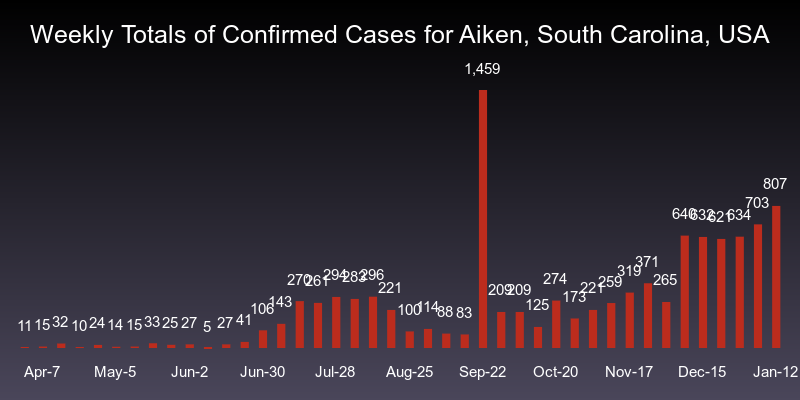 Weekly Totals of Confirmed Cases for Aiken, South Carolina, USA
1,459
807
703
640 632 621 634
371
319
294 283 296
270 261 274 259 265
221 221
209 209
173
143
125
106 100 114
88 83
11 15 32 10 24 14 15 33 25 27 5 27 41
Apr-7 May-5 Jun-2 Jun-30 Jul-28 Aug-25 Sep-22 Oct-20 Nov-17 Dec-15 Jan-12